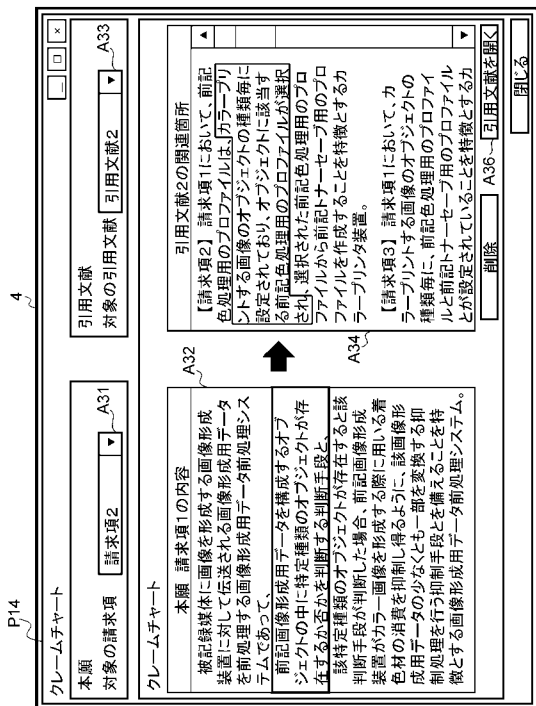 P14
4
クレームチャート
本願
対象の請求項 請求項2 ▼ A31
引用文献
対象の引用文献 引用文献2 ▼ A33
クレームチャート
A32
本願 請求項1の内容
被記録媒体に画像を形成する画像形成
装置に対して伝送される画像形成用データ
を前処理する画像形成用データ前処理シス
テムであって、
前記画像形成用データを構成するオブ
ジェクトの中に特定種類のオブジェクトが存
在するか否かを判断する判断手段と、
該特定種類のオブジェクトが存在すると該
判断手段が判断した場合、前記画像形成
装置がカラー画像を形成する際に用いる着
色材の消費を抑制し得るように、該画像形
成用データの少なくとも一部を変換する抑
制処理を行う抑制手段とを備えることを特
徴とする画像形成用データ前処理システム。
A34
引用文献2の関連箇所
【請求項2】 請求項1において、前記
色処理用のプロファイルは、カラープリ
ントする画像のオブジェクトの種類毎に
設定されており、オブジェクトに該当す
る前記色処理用のプロファイルが選択
され、選択された前記色処理用のプロ
ファイルから前記トナーセーブ用のプロ
ファイルを作成することを特徴とするカ
ラープリンタ装置。
【請求項3】 請求項1において、カ
ラープリントする画像のオブジェクトの
種類毎に、前記色処理用のプロファイ
ルと前記トナーセーブ用のプロファイル
とが設定されていることを特徴とするカ
削除 A36 引用文献を開く
閉じる